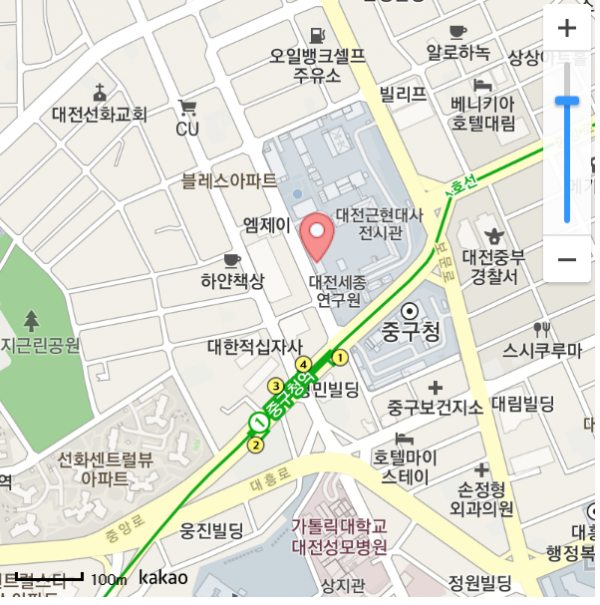 오일뱅크셀프
주유소
알로하녹
상상아트홀
빌리프
베니키아
호텔대림
대전선화교회
CU
블레스아파트
호선
엠제이
대전근현대사
전시관
보문로
대전중부
경찰서
하얀책상
대전세종
연구원
중구청
지근린공원
대한적십자사
스시쿠루마
4
1
3
중구청역
1
2
중구보건지소
대림빌딩
선화센트럴뷰
아파트
호텔마이
스테이
대흥로
손정형
외과의원
중앙로
웅진빌딩
가톨릭대학교
대전성모병원
행정복
100m
kakao
상지관
정원빌딩